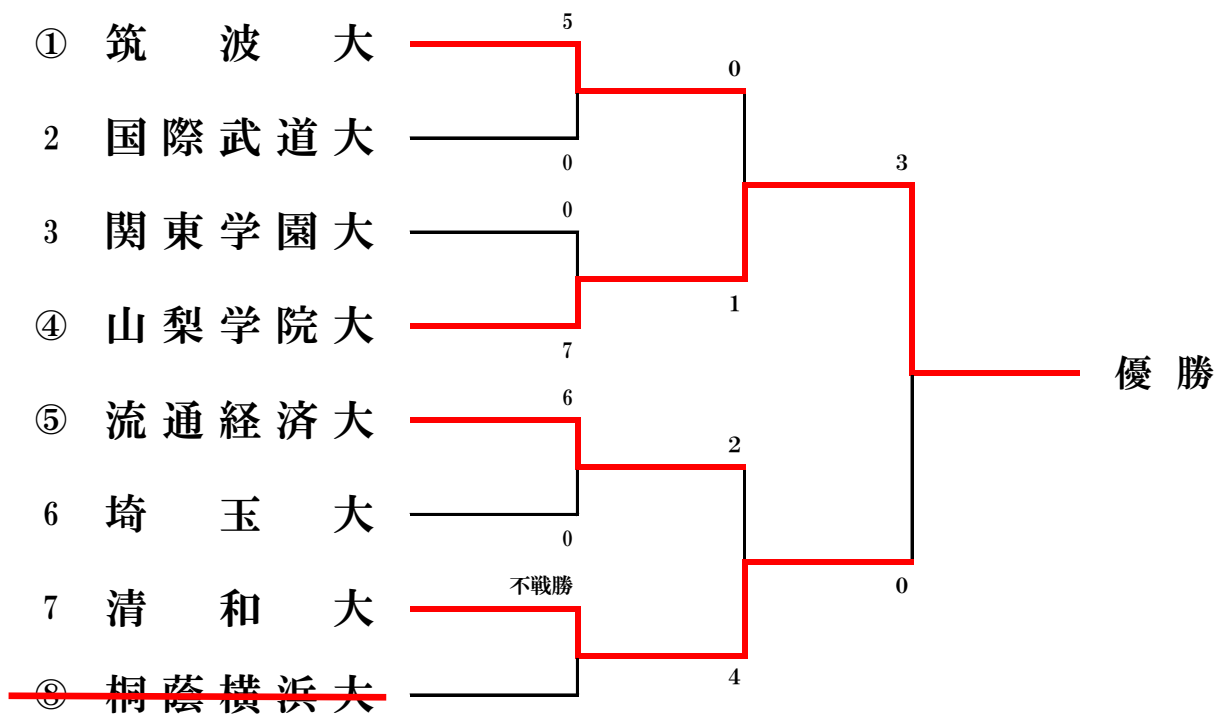 5
① 筑波大
0
2 国際武道大
0
3
0
3 関東学園大
1
④ 山梨学院大
7
優勝
6
⑤ 流通経済大
2
6 埼玉大
0
不戦勝
0
7 清和大
4
⑧ 桐蔭横浜大